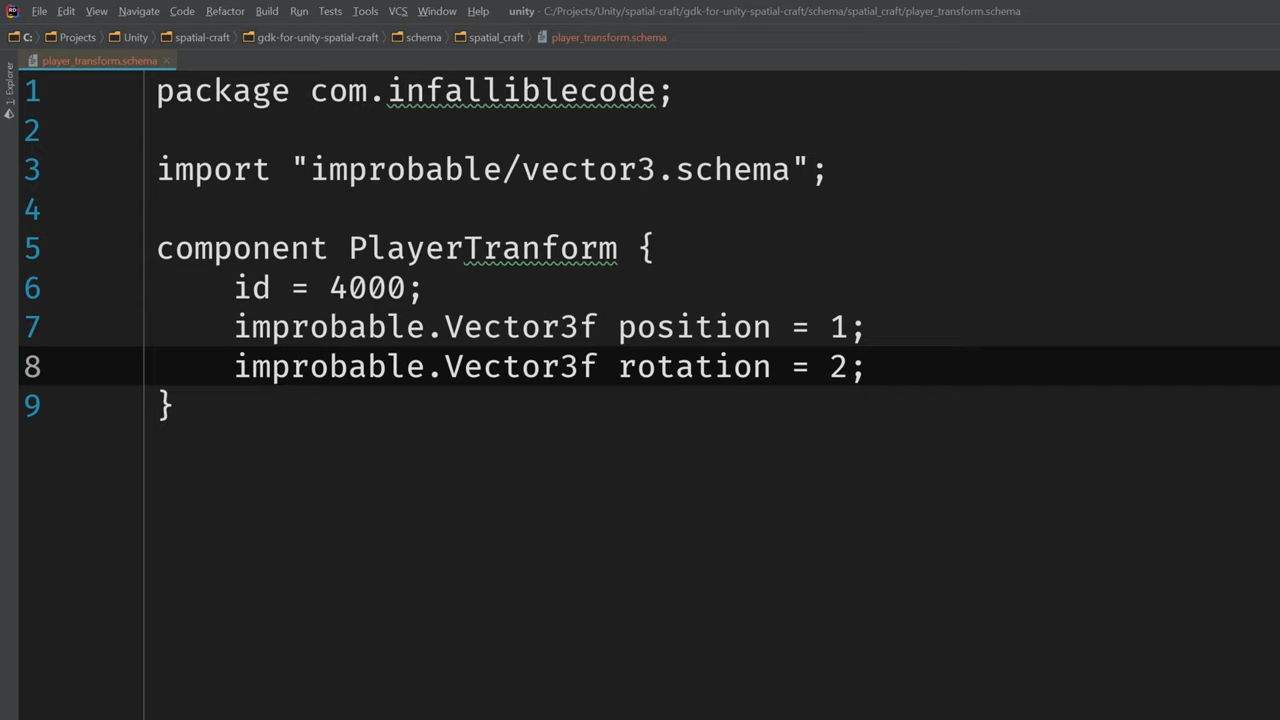 File Edit View Navigate Code Refactor Build Run Tests Tools VCS Window Help unity - C:/Projects/Unity/spatial-craft/gdk-for-unity-spatial-craft/schema/spatial_craft/player_transform.schema
C: Projects Unity spatial-craft gdk-for-unity-spatial-craft schema spatial_craft player_transform.schema
player_transform.schema
1: Explorer
1 package com.infalliblecode;
2
3 import "improbable/vector3.schema";
4
5 component PlayerTranform {
6 id = 4000;
7 improbable.Vector3f position = 1;
8 improbable.Vector3f rotation = 2;
9 }